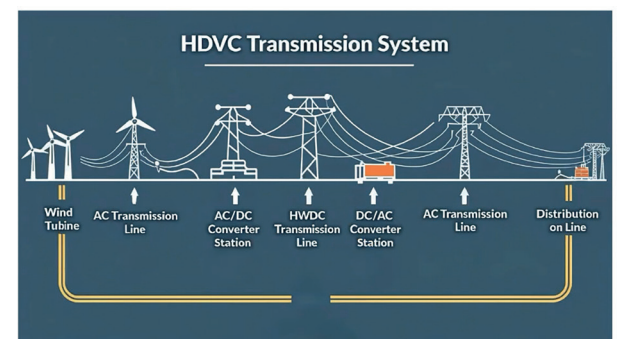 HDVC Transmission System
Wind
Tubine
AC Transmission
Line
AC/DC
Converter
Station
HWDC
Transmission
Line
DC/AC
Converter
Station
AC Transmission
Line
Distribution
on Line